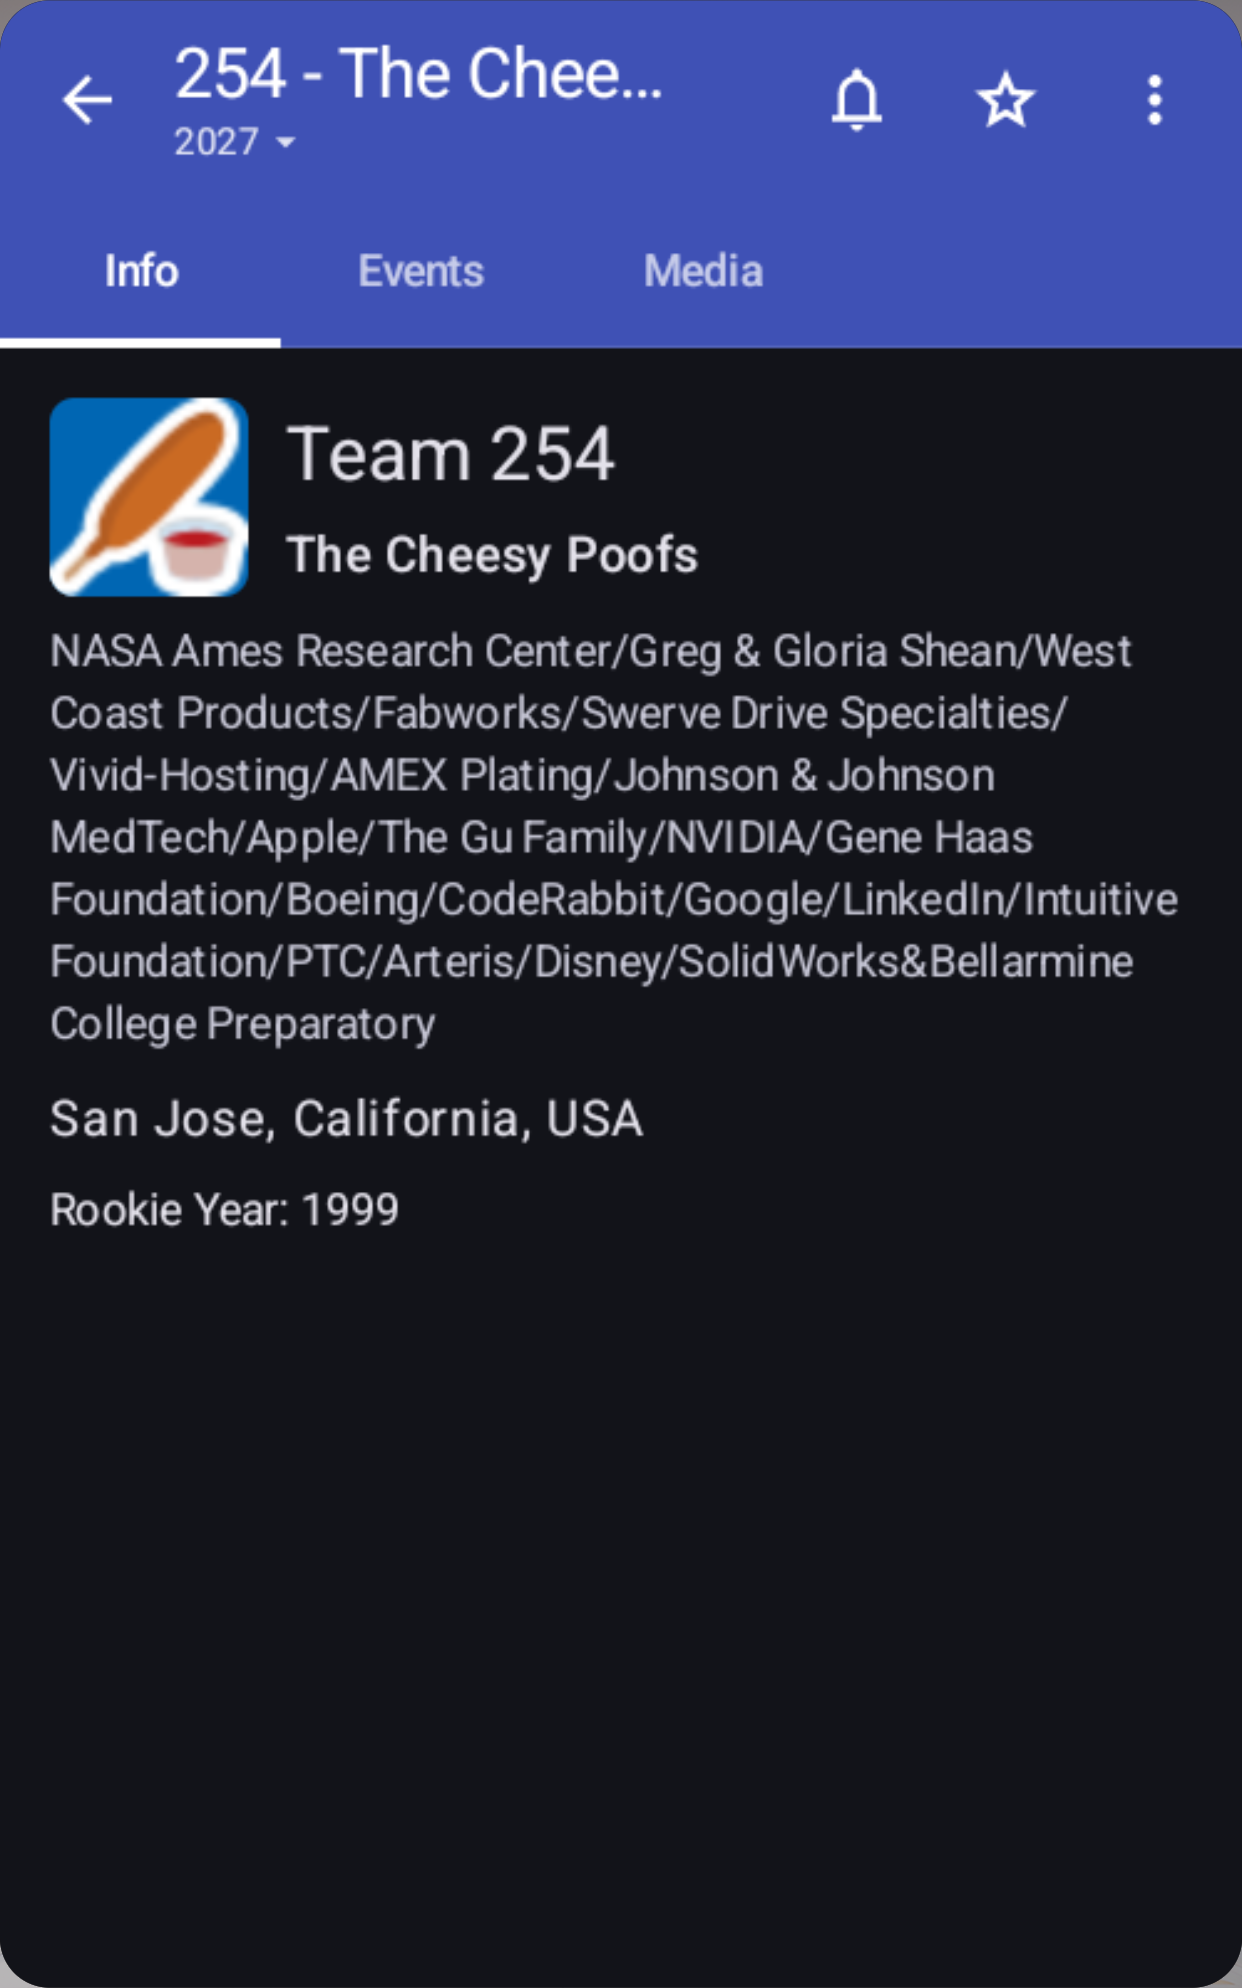 254 - The Chee...
2027
Info
Events
Media
Team 254
The Cheesy Poofs
NASA Ames Research Center/Greg & Gloria Shean/West
Coast Products/Fabworks/Swerve Drive Specialties/
Vivid-Hosting/AMEX Plating/Johnson & Johnson
MedTech/Apple/The Gu Family/NVIDIA/Gene Haas
Foundation/Boeing/CodeRabbit/Google/LinkedIn/Intuitive
Foundation/PTC/Arteris/Disney/SolidWorks&Bellarmine
College Preparatory
San Jose, California, USA
Rookie Year: 1999